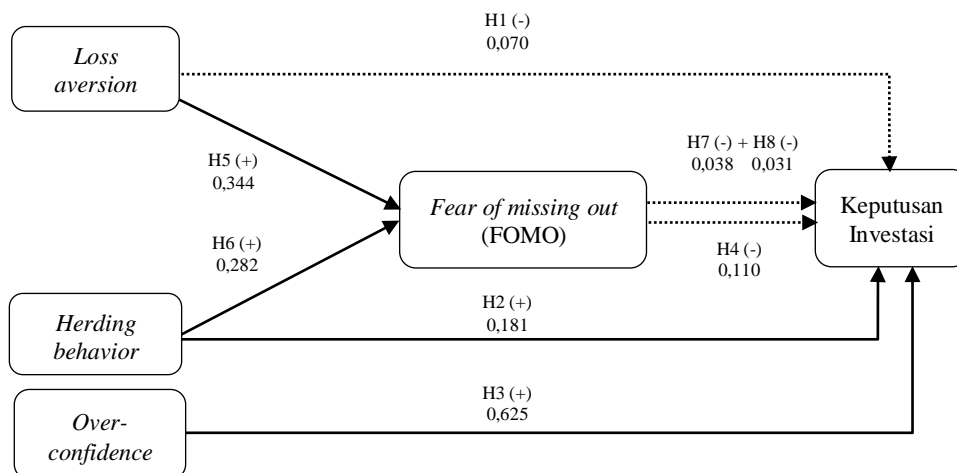 H1 (-)
0,070
Loss
aversion
H5 (+)
0,344
H7 (-) + H8 (-)
0,038 0,031
Fear of missing out
(FOMO)
Keputusan
Investasi
H6 (+)
0,282
H4 (-)
0,110
Herding
behavior
H2 (+)
0,181
Over-
confidence
H3 (+)
0,625